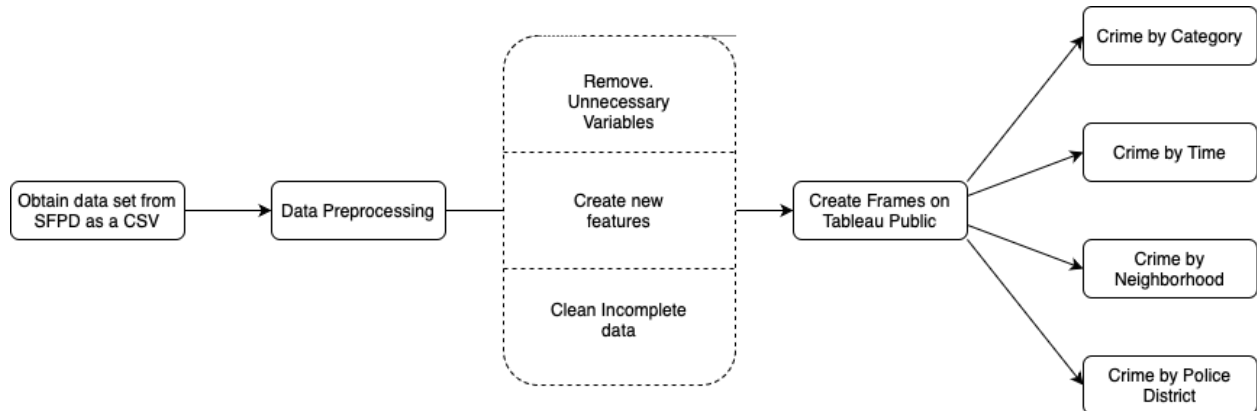 Obtain data set from
SFPD as a CSV
Data Preprocessing
Remove.
Unnecessary
Variables
Create new
features
Clean Incomplete
data
Create Frames on
Tableau Public
Crime by Category
Crime by Time
Crime by
Neighborhood
Crime by Police
District